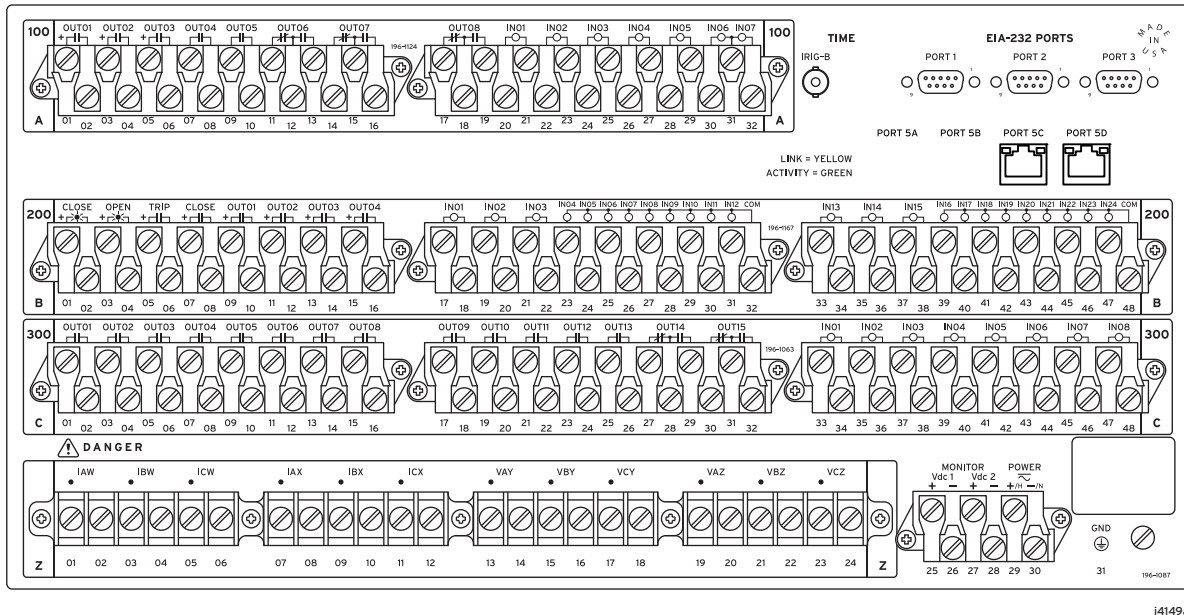 100 + OUT01 + OUT02 + OUT03 OUT04 OUT05 OUT06 OUT07 196-1124 OUT08 IN01 IN02 IN03 IN04 IN05 IN06 IN07 100
TIME EIA-232 PORTS MADE IN USA
IRIG-B PORT 1 PORT 2 PORT 3
9 1 9 1 9 1
A 01 02 03 04 05 06 07 08 09 10 11 12 13 14 15 16 17 18 19 20 21 22 23 24 25 26 27 28 29 30 31 32 A
PORT 5A PORT 5B PORT 5C PORT 5D
LINK = YELLOW
ACTIVITY = GREEN
200 + CLOSE + OPEN + TRIP + CLOSE + OUT01 + OUT02 + OUT03 + OUT04 IN01 IN02 IN03 IN04 IN05 IN06 IN07 IN08 IN09 IN10 IN11 IN12 COM 196-1167 IN13 IN14 IN15 IN16 IN17 IN18 IN19 IN20 IN21 IN22 IN23 IN24 COM 200
B 01 02 03 04 05 06 07 08 09 10 11 12 13 14 15 16 17 18 19 20 21 22 23 24 25 26 27 28 29 30 31 32 33 34 35 36 37 38 39 40 41 42 43 44 45 46 47 48 B
300 OUT01 OUT02 OUT03 OUT04 OUT05 OUT06 OUT07 OUT08 OUT09 OUT10 OUT11 OUT12 OUT13 OUT14 OUT15 196-1063 IN01 IN02 IN03 IN04 IN05 IN06 IN07 IN08 300
C 01 02 03 04 05 06 07 08 09 10 11 12 13 14 15 16 17 18 19 20 21 22 23 24 25 26 27 28 29 30 31 32 33 34 35 36 37 38 39 40 41 42 43 44 45 46 47 48 C
DANGER
IAW IBW ICW IAX IBX ICX VAY VBY VCY VAZ VBZ VCZ
MONITOR POWER
Vdc 1 Vdc 2
+ − + − +/H −/N
GND
Z 01 02 03 04 05 06 07 08 09 10 11 12 13 14 15 16 17 18 19 20 21 22 23 24 Z
25 26 27 28 29 30 31 196-1087
i4149